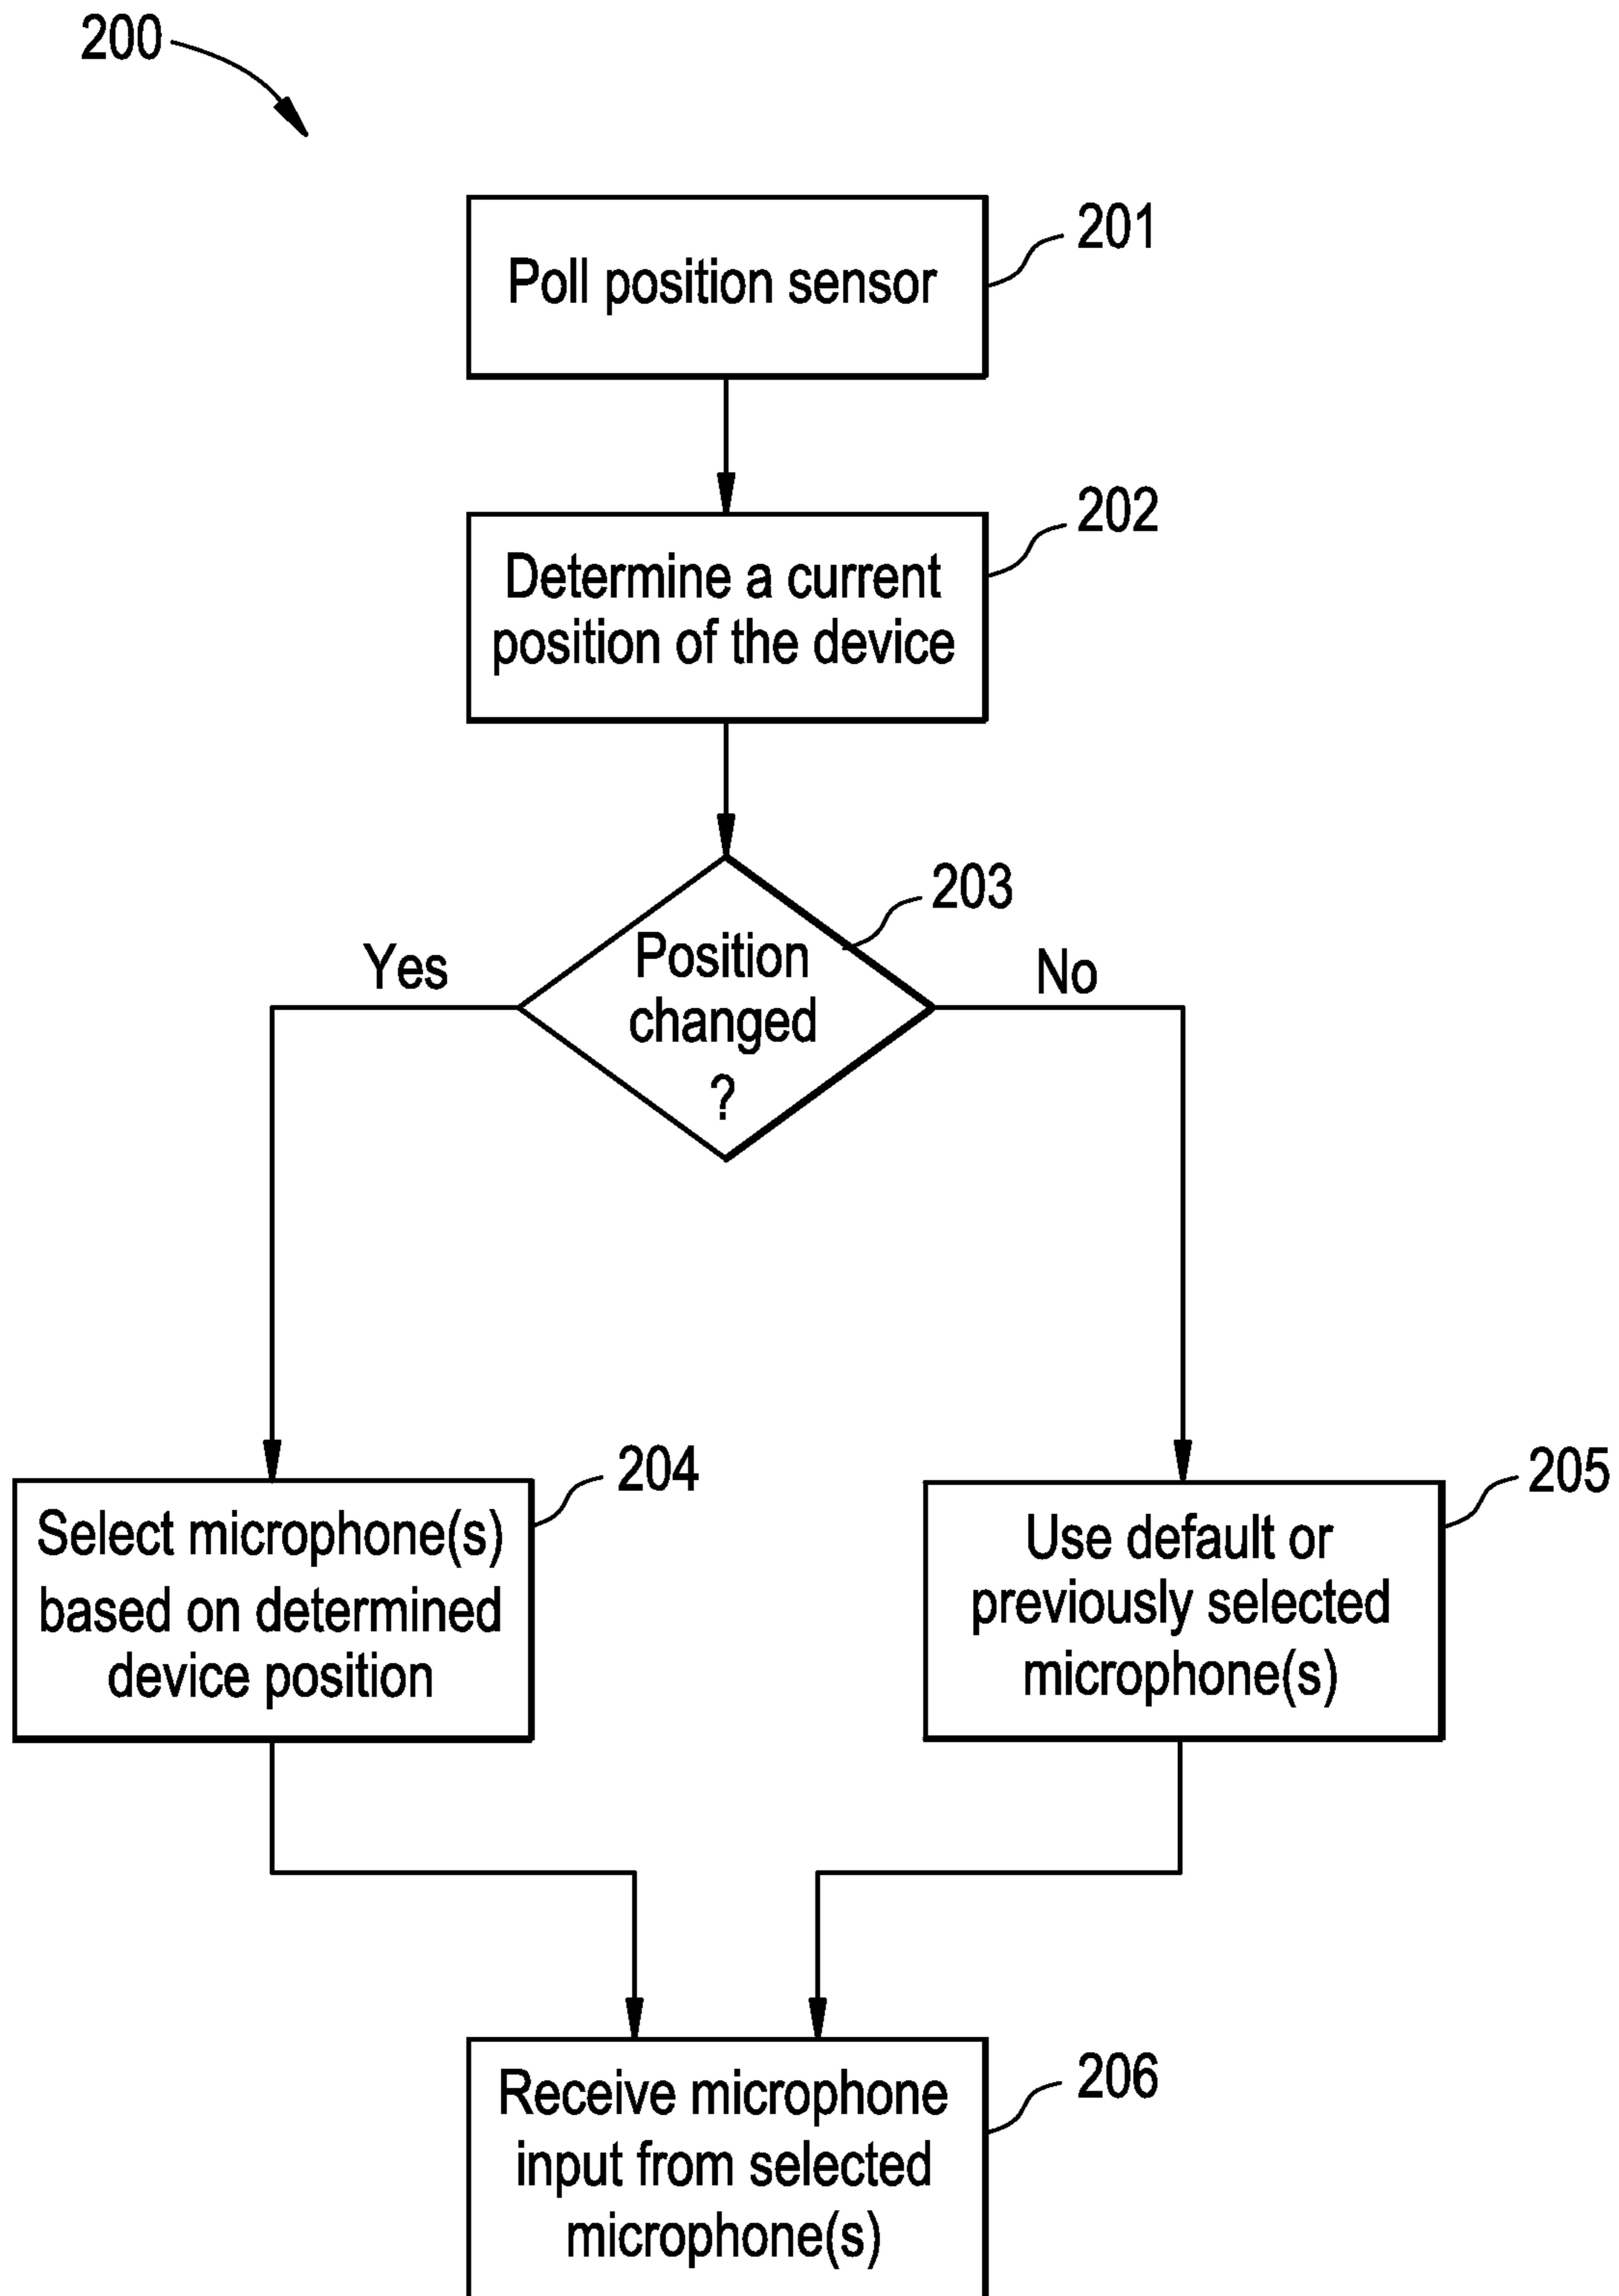 200
201
Poll position sensor
202
Determine a current
position of the device
203
Yes
No
Position
changed
?
204
205
Select microphone(s)
based on determined
device position
Use default or
previously selected
microphone(s)
206
Receive microphone
input from selected
microphone(s)